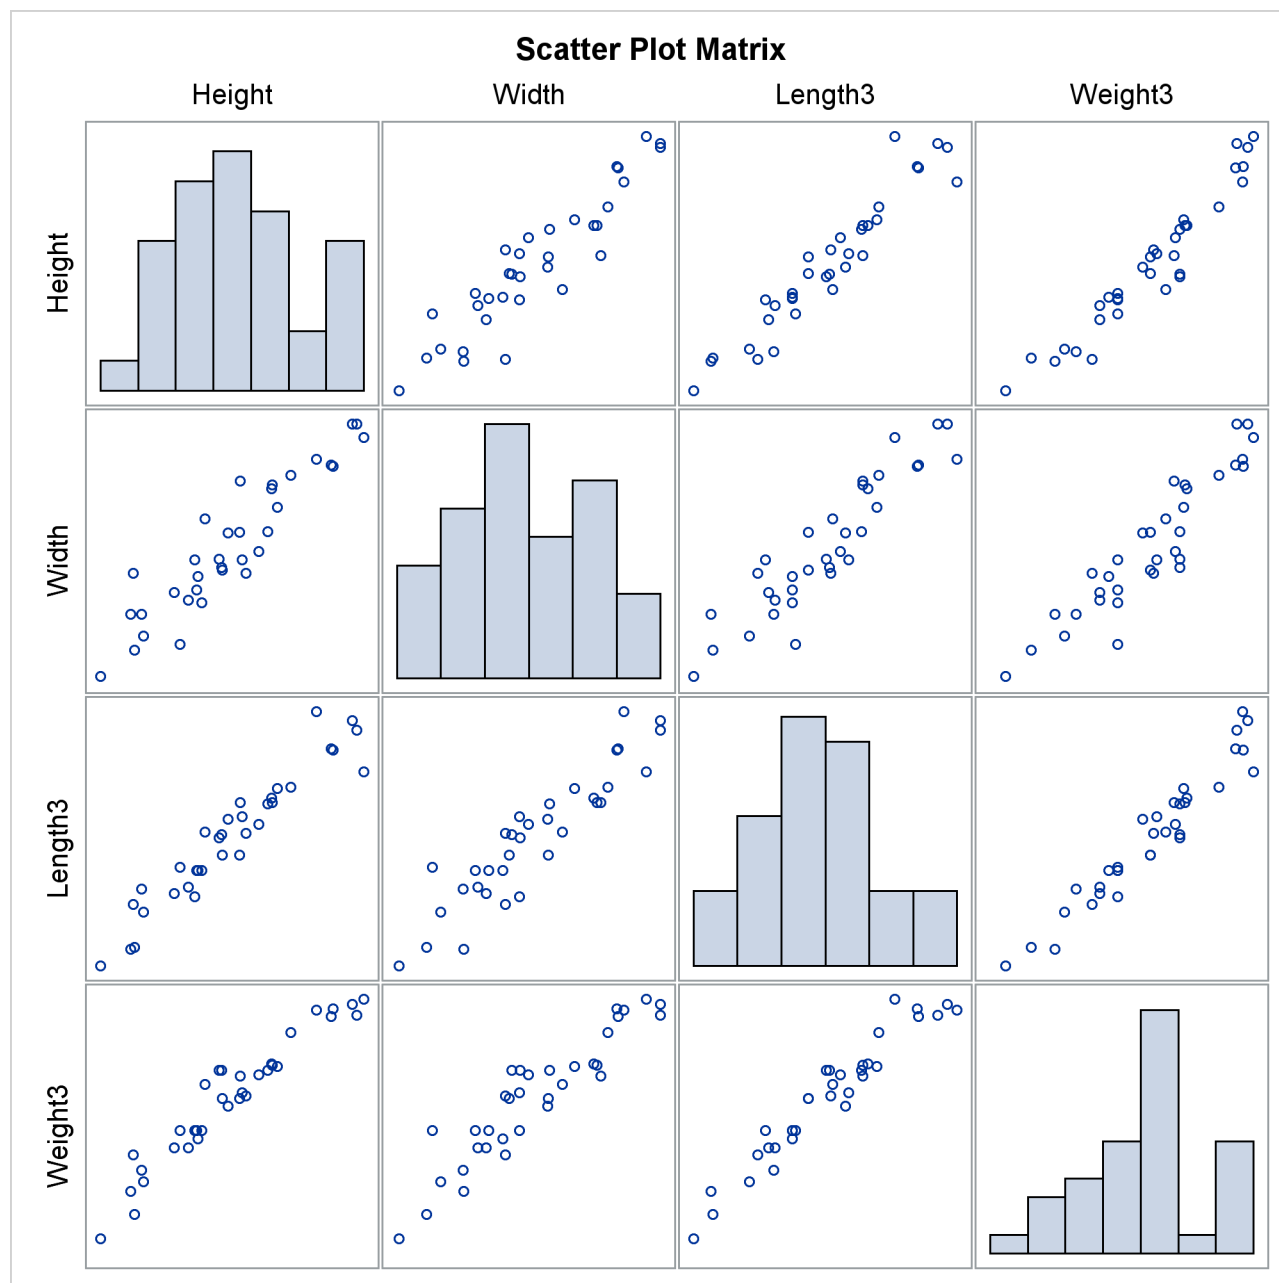 Scatter Plot Matrix
Height Width Length3 Weight3
Height
Width
Length3
Weight3